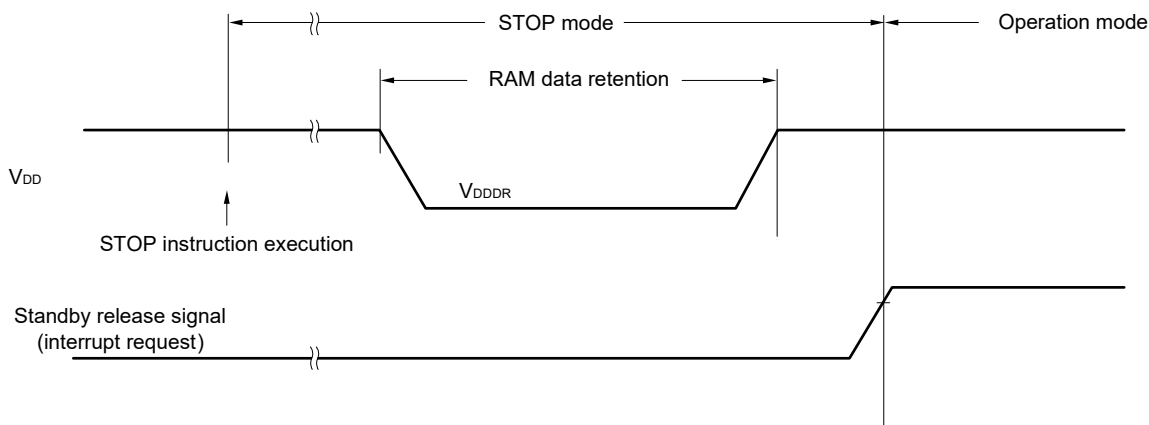 STOP mode
Operation mode
RAM data retention
VDD
VDDDR
STOP instruction execution
Standby release signal
(interrupt request)